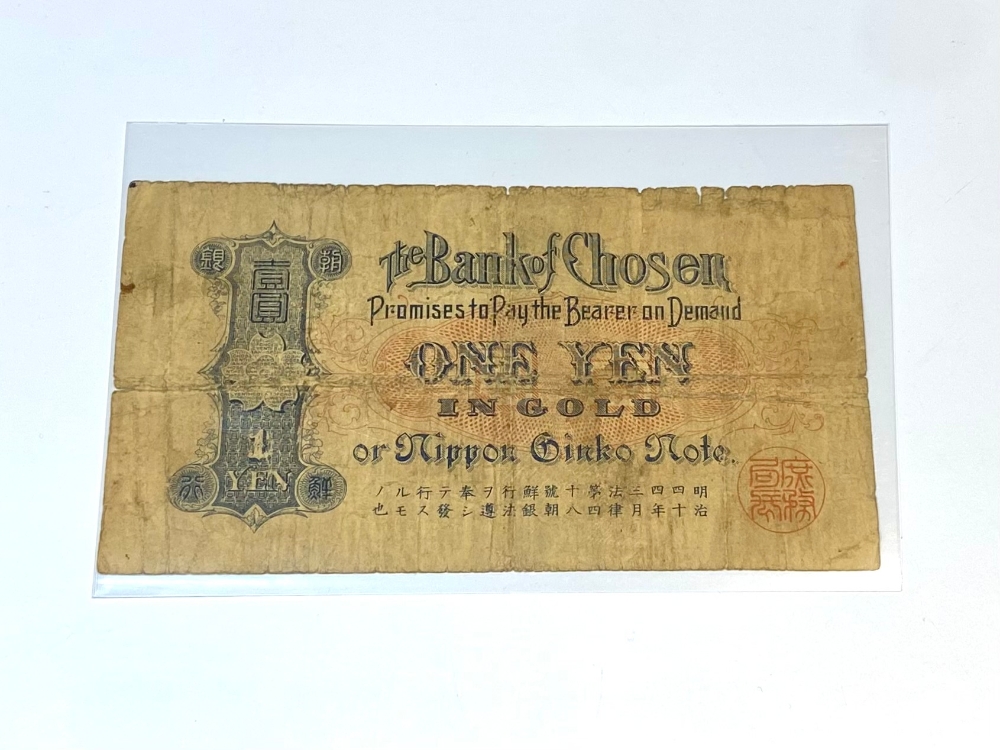 朝鮮銀行
壹圓
1
YEN
The Bank of Chosen
Promises to Pay the Bearer on Demand
ONE YEN
IN GOLD
or Nippon Ginko Note.
明治四十四年三月法律第四十八號朝鮮銀行法ヲ遵奉シテ發行スルモノ也